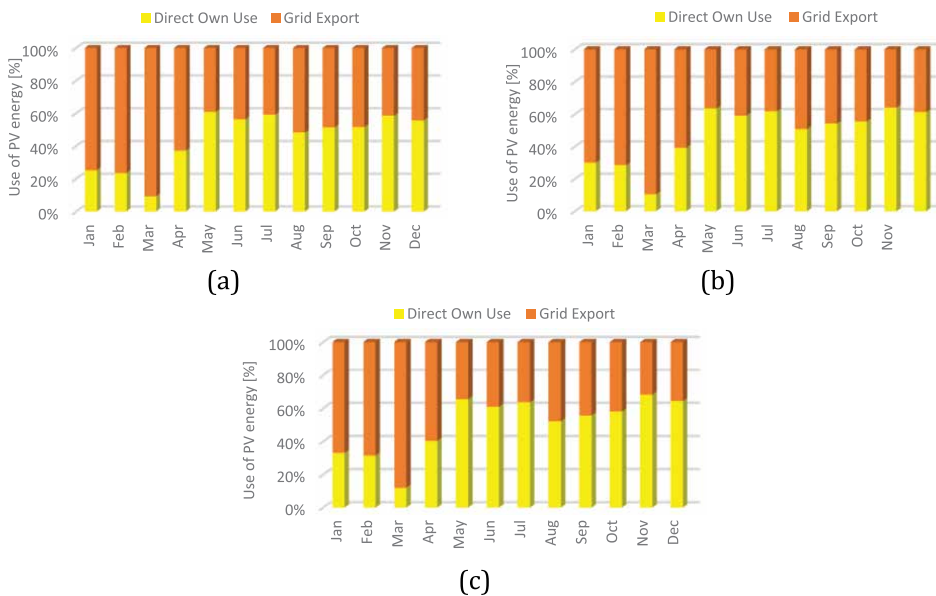 Direct Own Use Grid Export
Use of PV energy [%]
100%
80%
60%
40%
20%
0%
Jan Feb Mar Apr May Jun Jul Aug Sep Oct Nov Dec
(a)
Direct Own Use Grid Export
Use of PV energy [%]
100%
80%
60%
40%
20%
0%
Jan Feb Mar Apr May Jun Jul Aug Sep Oct Nov
(b)
Direct Own Use Grid Export
Use of PV energy [%]
100%
80%
60%
40%
20%
0%
Jan Feb Mar Apr May Jun Jul Aug Sep Oct Nov Dec
(c)